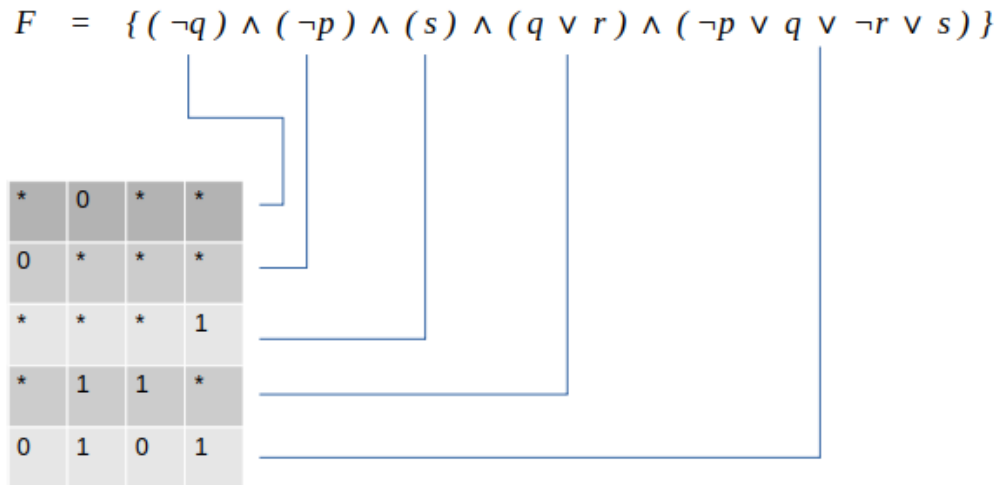 F = { ( ¬q ) ∧ ( ¬p ) ∧ ( s ) ∧ ( q ∨ r ) ∧ ( ¬p ∨ q ∨ ¬r ∨ s ) }
* 0 * *
0 * * *
* * * 1
* 1 1 *
0 1 0 1